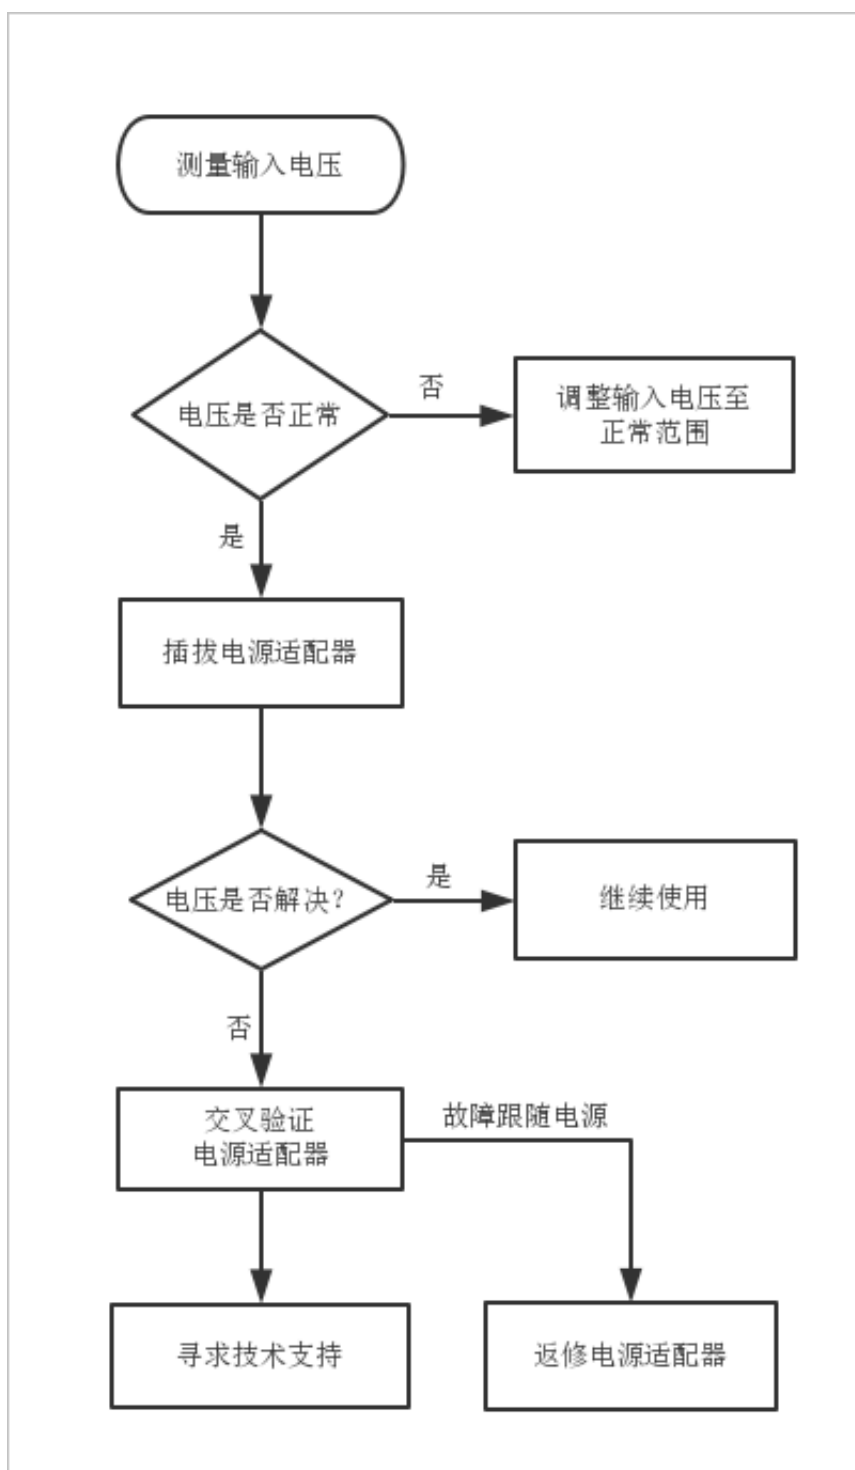 测量输入电压
电压是否正常
否
调整输入电压至
正常范围
是
插拔电源适配器
电压是否解决？
是
继续使用
否
交叉验证
电源适配器
故障跟随电源
寻求技术支持
返修电源适配器